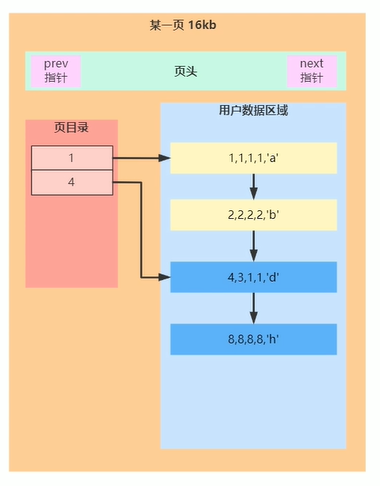 某一页 16kb
prev
指针
页头
next
指针
页目录
1
4
用户数据区域
1,1,1,1,'a'
2,2,2,2,'b'
4,3,1,1,'d'
8,8,8,8,'h'